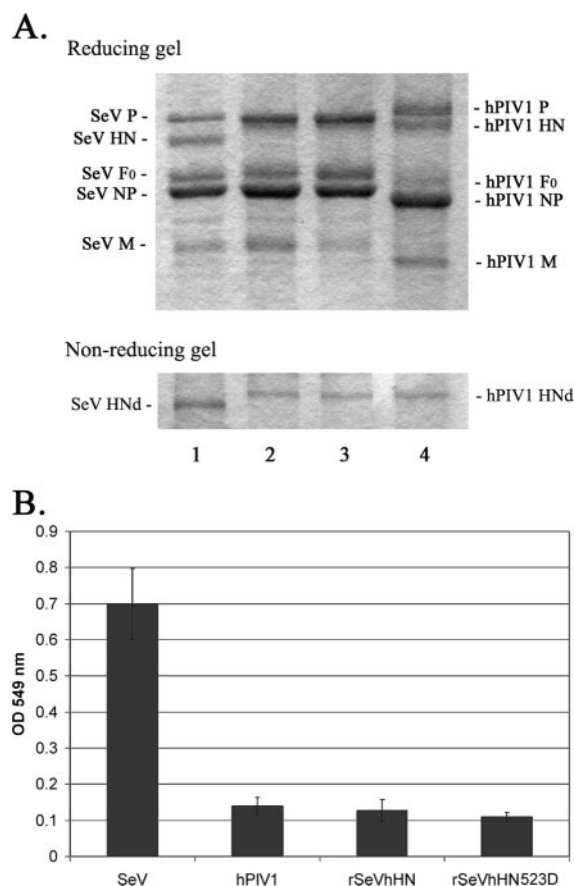 A.
Reducing gel
SeV P -
SeV HN -
SeV F0 -
SeV NP -
SeV M -
- hPIV1 P
- hPIV1 HN
- hPIV1 F0
- hPIV1 NP
- hPIV1 M
Non-reducing gel
SeV HNd -
- hPIV1 HNd
1 2 3 4
B.
OD 549 nm
0.9
0.8
0.7
0.6
0.5
0.4
0.3
0.2
0.1
0
SeV hPIV1 rSeVhHN rSeVhHN523D